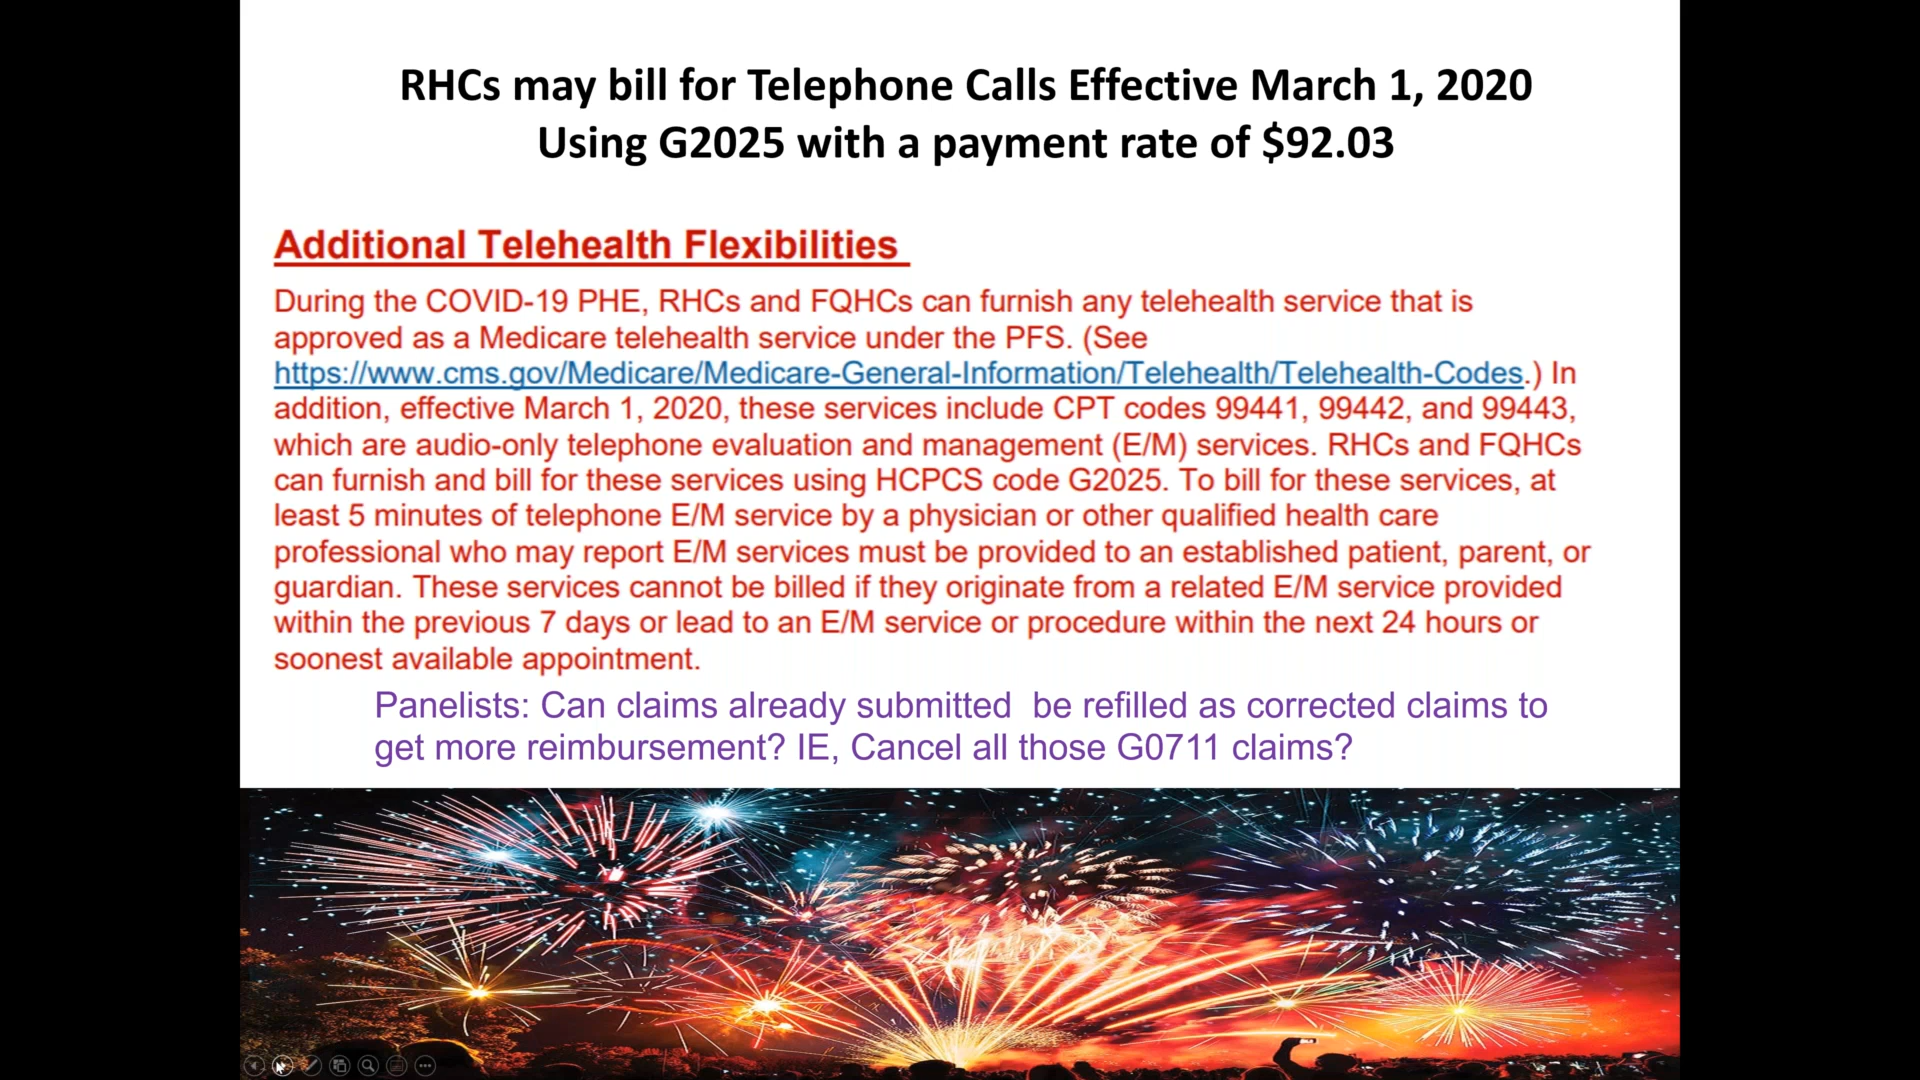 RHCs may bill for Telephone Calls Effective March 1, 2020
Using G2025 with a payment rate of $92.03
Additional Telehealth Flexibilities
During the COVID-19 PHE, RHCs and FQHCs can furnish any telehealth service that is
approved as a Medicare telehealth service under the PFS. (See
https://www.cms.gov/Medicare/Medicare-General-Information/Telehealth/Telehealth-Codes.) In
addition, effective March 1, 2020, these services include CPT codes 99441, 99442, and 99443,
which are audio-only telephone evaluation and management (E/M) services. RHCs and FQHCs
can furnish and bill for these services using HCPCS code G2025. To bill for these services, at
least 5 minutes of telephone E/M service by a physician or other qualified health care
professional who may report E/M services must be provided to an established patient, parent, or
guardian. These services cannot be billed if they originate from a related E/M service provided
within the previous 7 days or lead to an E/M service or procedure within the next 24 hours or
soonest available appointment.
Panelists: Can claims already submitted  be refilled as corrected claims to
get more reimbursement? IE, Cancel all those G0711 claims?